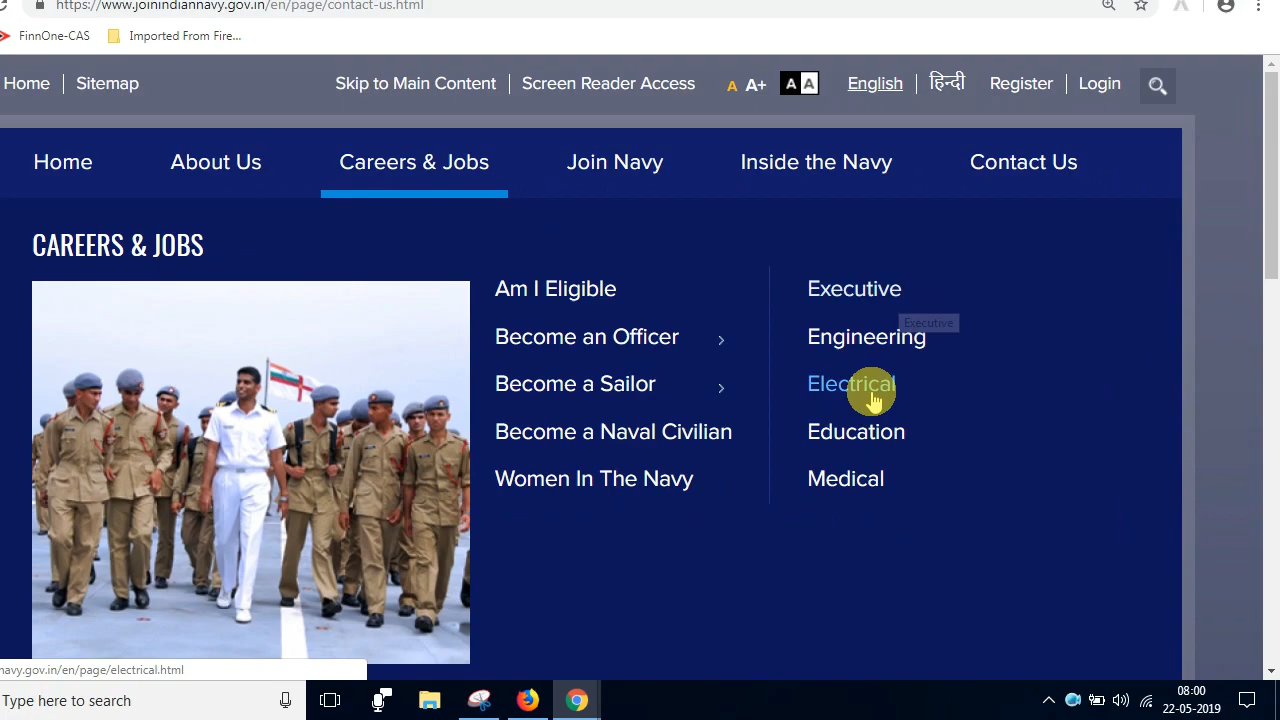 https://www.joinindiannavy.gov.in/en/page/contact-us.html
FinnOne-CAS Imported From Fire...
Home Sitemap Skip to Main Content Screen Reader Access A A+ A A English हिन्दी Register Login
Home About Us Careers & Jobs Join Navy Inside the Navy Contact Us
CAREERS & JOBS
Am I Eligible
Become an Officer
Become a Sailor
Become a Naval Civilian
Women In The Navy
Executive
Executive
Engineering
Electrical
Education
Medical
navy.gov.in/en/page/electrical.html
Type here to search
08:00
22-05-2019